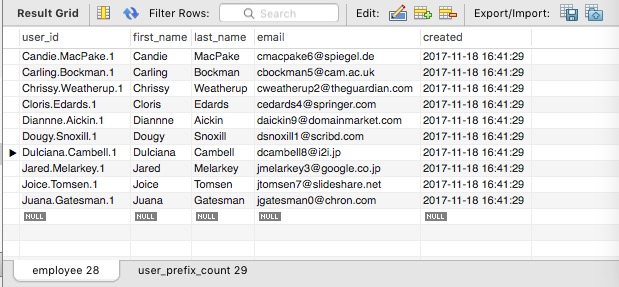 Result Grid Filter Rows: Search Edit: Export/Import:
user_id first_name last_name email created
Candie.MacPake.1 Candie MacPake cmacpake6@spiegel.de 2017-11-18 16:41:29
Carling.Bockman.1 Carling Bockman cbockman5@cam.ac.uk 2017-11-18 16:41:29
Chrissy.Weatherup.1 Chrissy Weatherup cweatherup2@theguardian.com 2017-11-18 16:41:29
Cloris.Edards.1 Cloris Edards cedards4@springer.com 2017-11-18 16:41:29
Diannne.Aickin.1 Diannne Aickin daickin9@domainmarket.com 2017-11-18 16:41:29
Dougy.Snoxill.1 Dougy Snoxill dsnoxill1@scribd.com 2017-11-18 16:41:29
Dulciana.Cambell.1 Dulciana Cambell dcambell8@i2i.jp 2017-11-18 16:41:29
Jared.Melarkey.1 Jared Melarkey jmelarkey3@google.co.jp 2017-11-18 16:41:29
Joice.Tomsen.1 Joice Tomsen jtomsen7@slideshare.net 2017-11-18 16:41:29
Juana.Gatesman.1 Juana Gatesman jgatesman0@chron.com 2017-11-18 16:41:29
NULL NULL NULL NULL NULL
employee 28 user_prefix_count 29